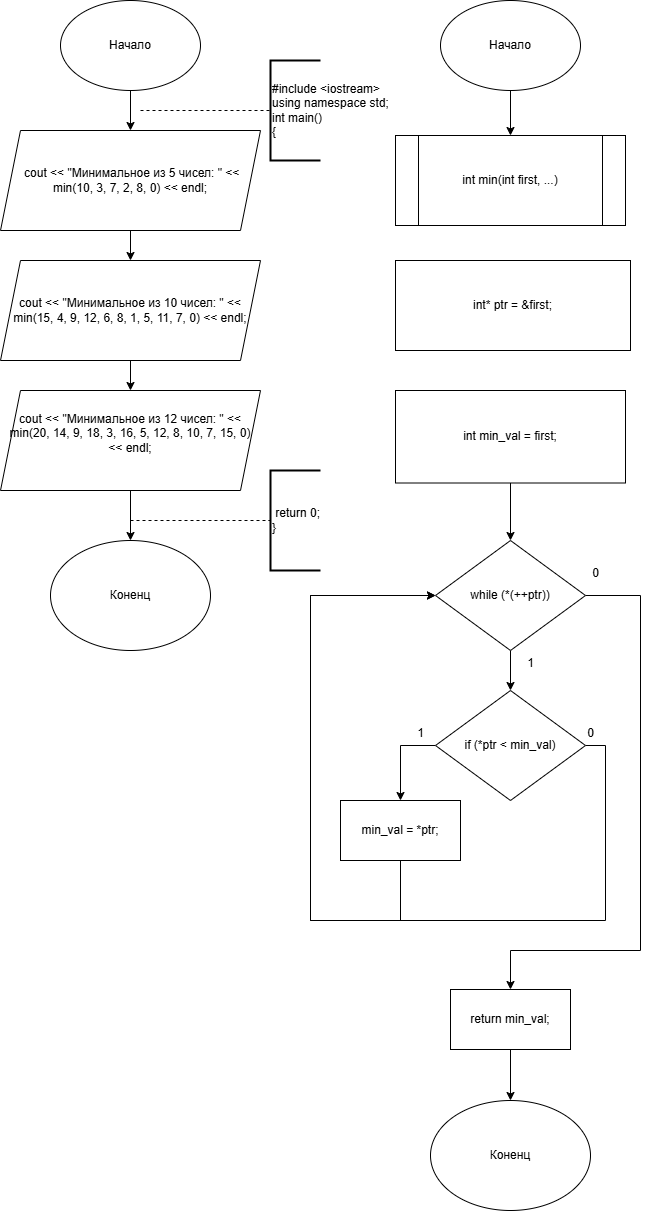 Начало
#include <iostream>
using namespace std;
int main()
{
cout << "Минимальное из 5 чисел: " <<
min(10, 3, 7, 2, 8, 0) << endl;
cout << "Минимальное из 10 чисел: " <<
min(15, 4, 9, 12, 6, 8, 1, 5, 11, 7, 0) << endl;
cout << "Минимальное из 12 чисел: " <<
min(20, 14, 9, 18, 3, 16, 5, 12, 8, 10, 7, 15, 0)
<< endl;
return 0;
}
Коненц
Начало
int min(int first, ...)
int* ptr = &first;
int min_val = first;
while (*(++ptr))
0
1
if (*ptr < min_val)
1
0
min_val = *ptr;
return min_val;
Коненц